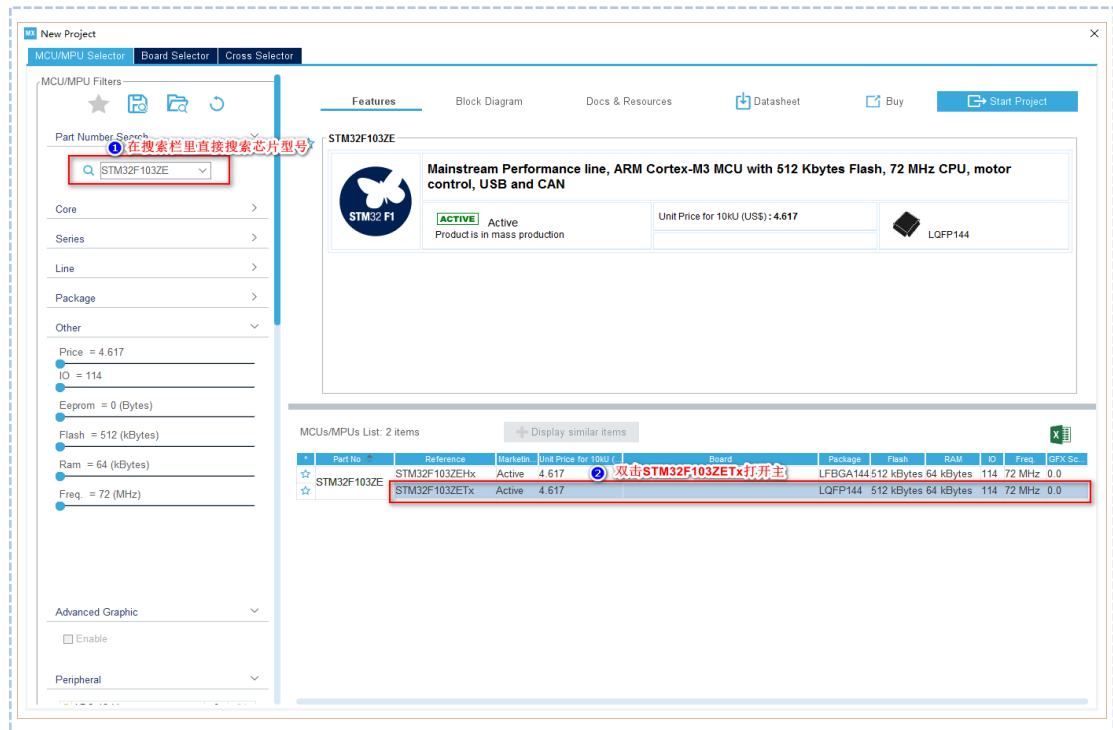 MX New Project
MCU/MPU Selector Board Selector Cross Selector
MCU/MPU Filters
Part Number Search
1 在搜索栏里直接搜索芯片型号
STM32F103ZE
Core
Series
Line
Package
Other
Price = 4.617
IO = 114
Eeprom = 0 (Bytes)
Flash = 512 (kBytes)
Ram = 64 (kBytes)
Freq. = 72 (MHz)
Advanced Graphic
Enable
Peripheral
Features Block Diagram Docs & Resources Datasheet Buy Start Project
STM32F103ZE
STM32 F1
Mainstream Performance line, ARM Cortex-M3 MCU with 512 Kbytes Flash, 72 MHz CPU, motor
control, USB and CAN
ACTIVE Active
Product is in mass production
Unit Price for 10kU (US$) : 4.617
LQFP144
MCUs/MPUs List: 2 items
Display similar items
* Part No Reference Marketin... Unit Price for 10kU (... Board Package Flash RAM IO Freq. GFX Sc...
STM32F103ZE
STM32F103ZEHx Active 4.617 LFBGA144 512 kBytes 64 kBytes 114 72 MHz 0.0
2 双击STM32F103ZETx打开主
STM32F103ZETx Active 4.617 LQFP144 512 kBytes 64 kBytes 114 72 MHz 0.0